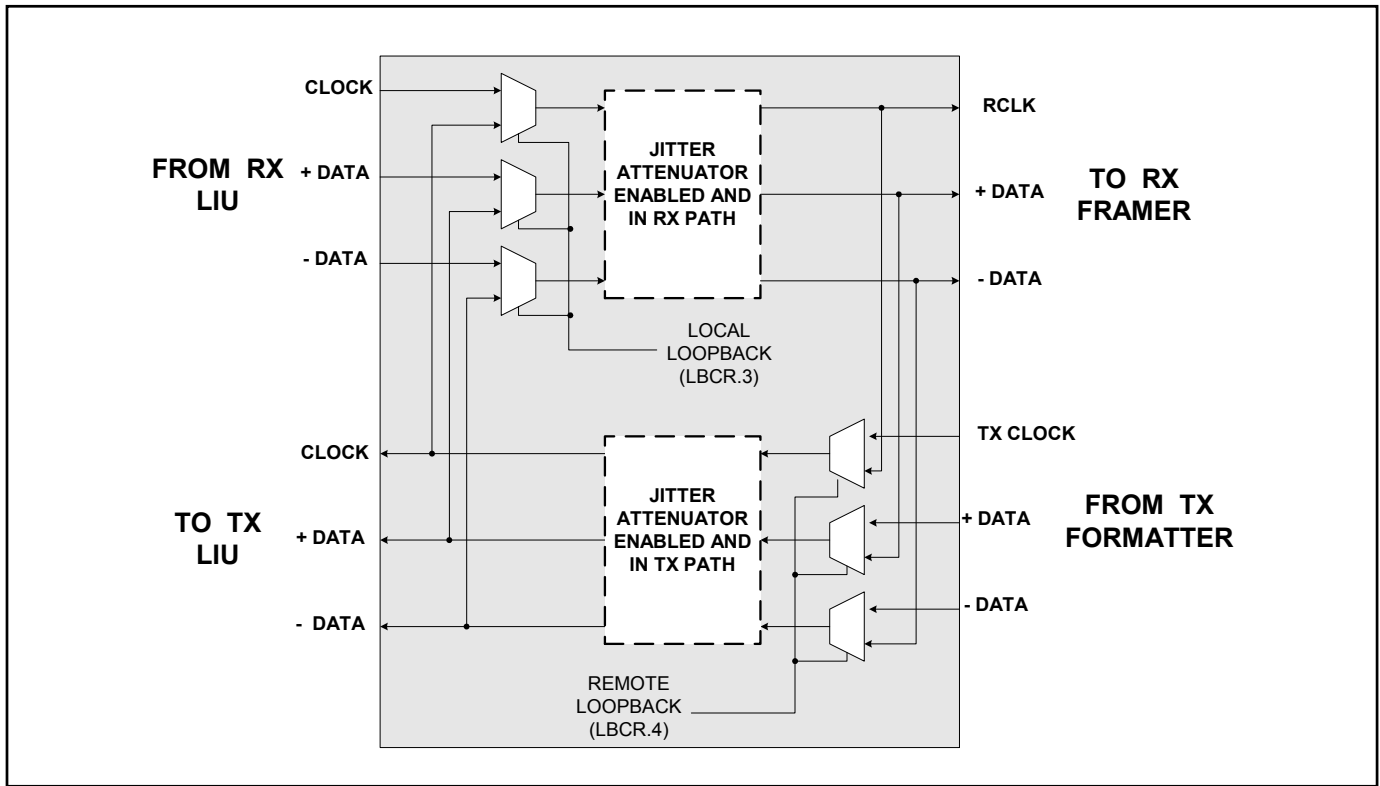 CLOCK
RCLK
FROM RX
LIU
+ DATA
JITTER
ATTENUATOR
ENABLED AND
IN RX PATH
+ DATA
TO RX
FRAMER
- DATA
- DATA
LOCAL
LOOPBACK
(LBCR.3)
CLOCK
TX CLOCK
TO TX
LIU
+ DATA
JITTER
ATTENUATOR
ENABLED AND
IN TX PATH
+ DATA
FROM TX
FORMATTER
- DATA
- DATA
REMOTE
LOOPBACK
(LBCR.4)